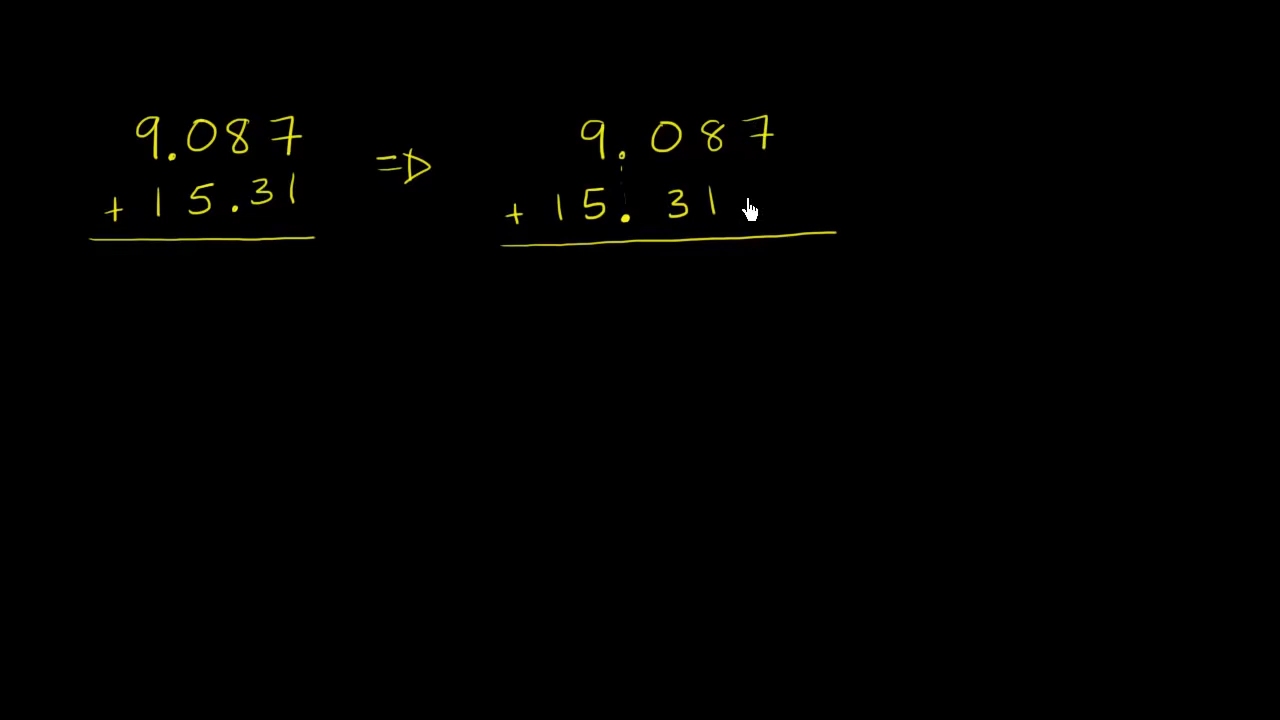 9.087 => 9.087
+ 15.31 + 15.31